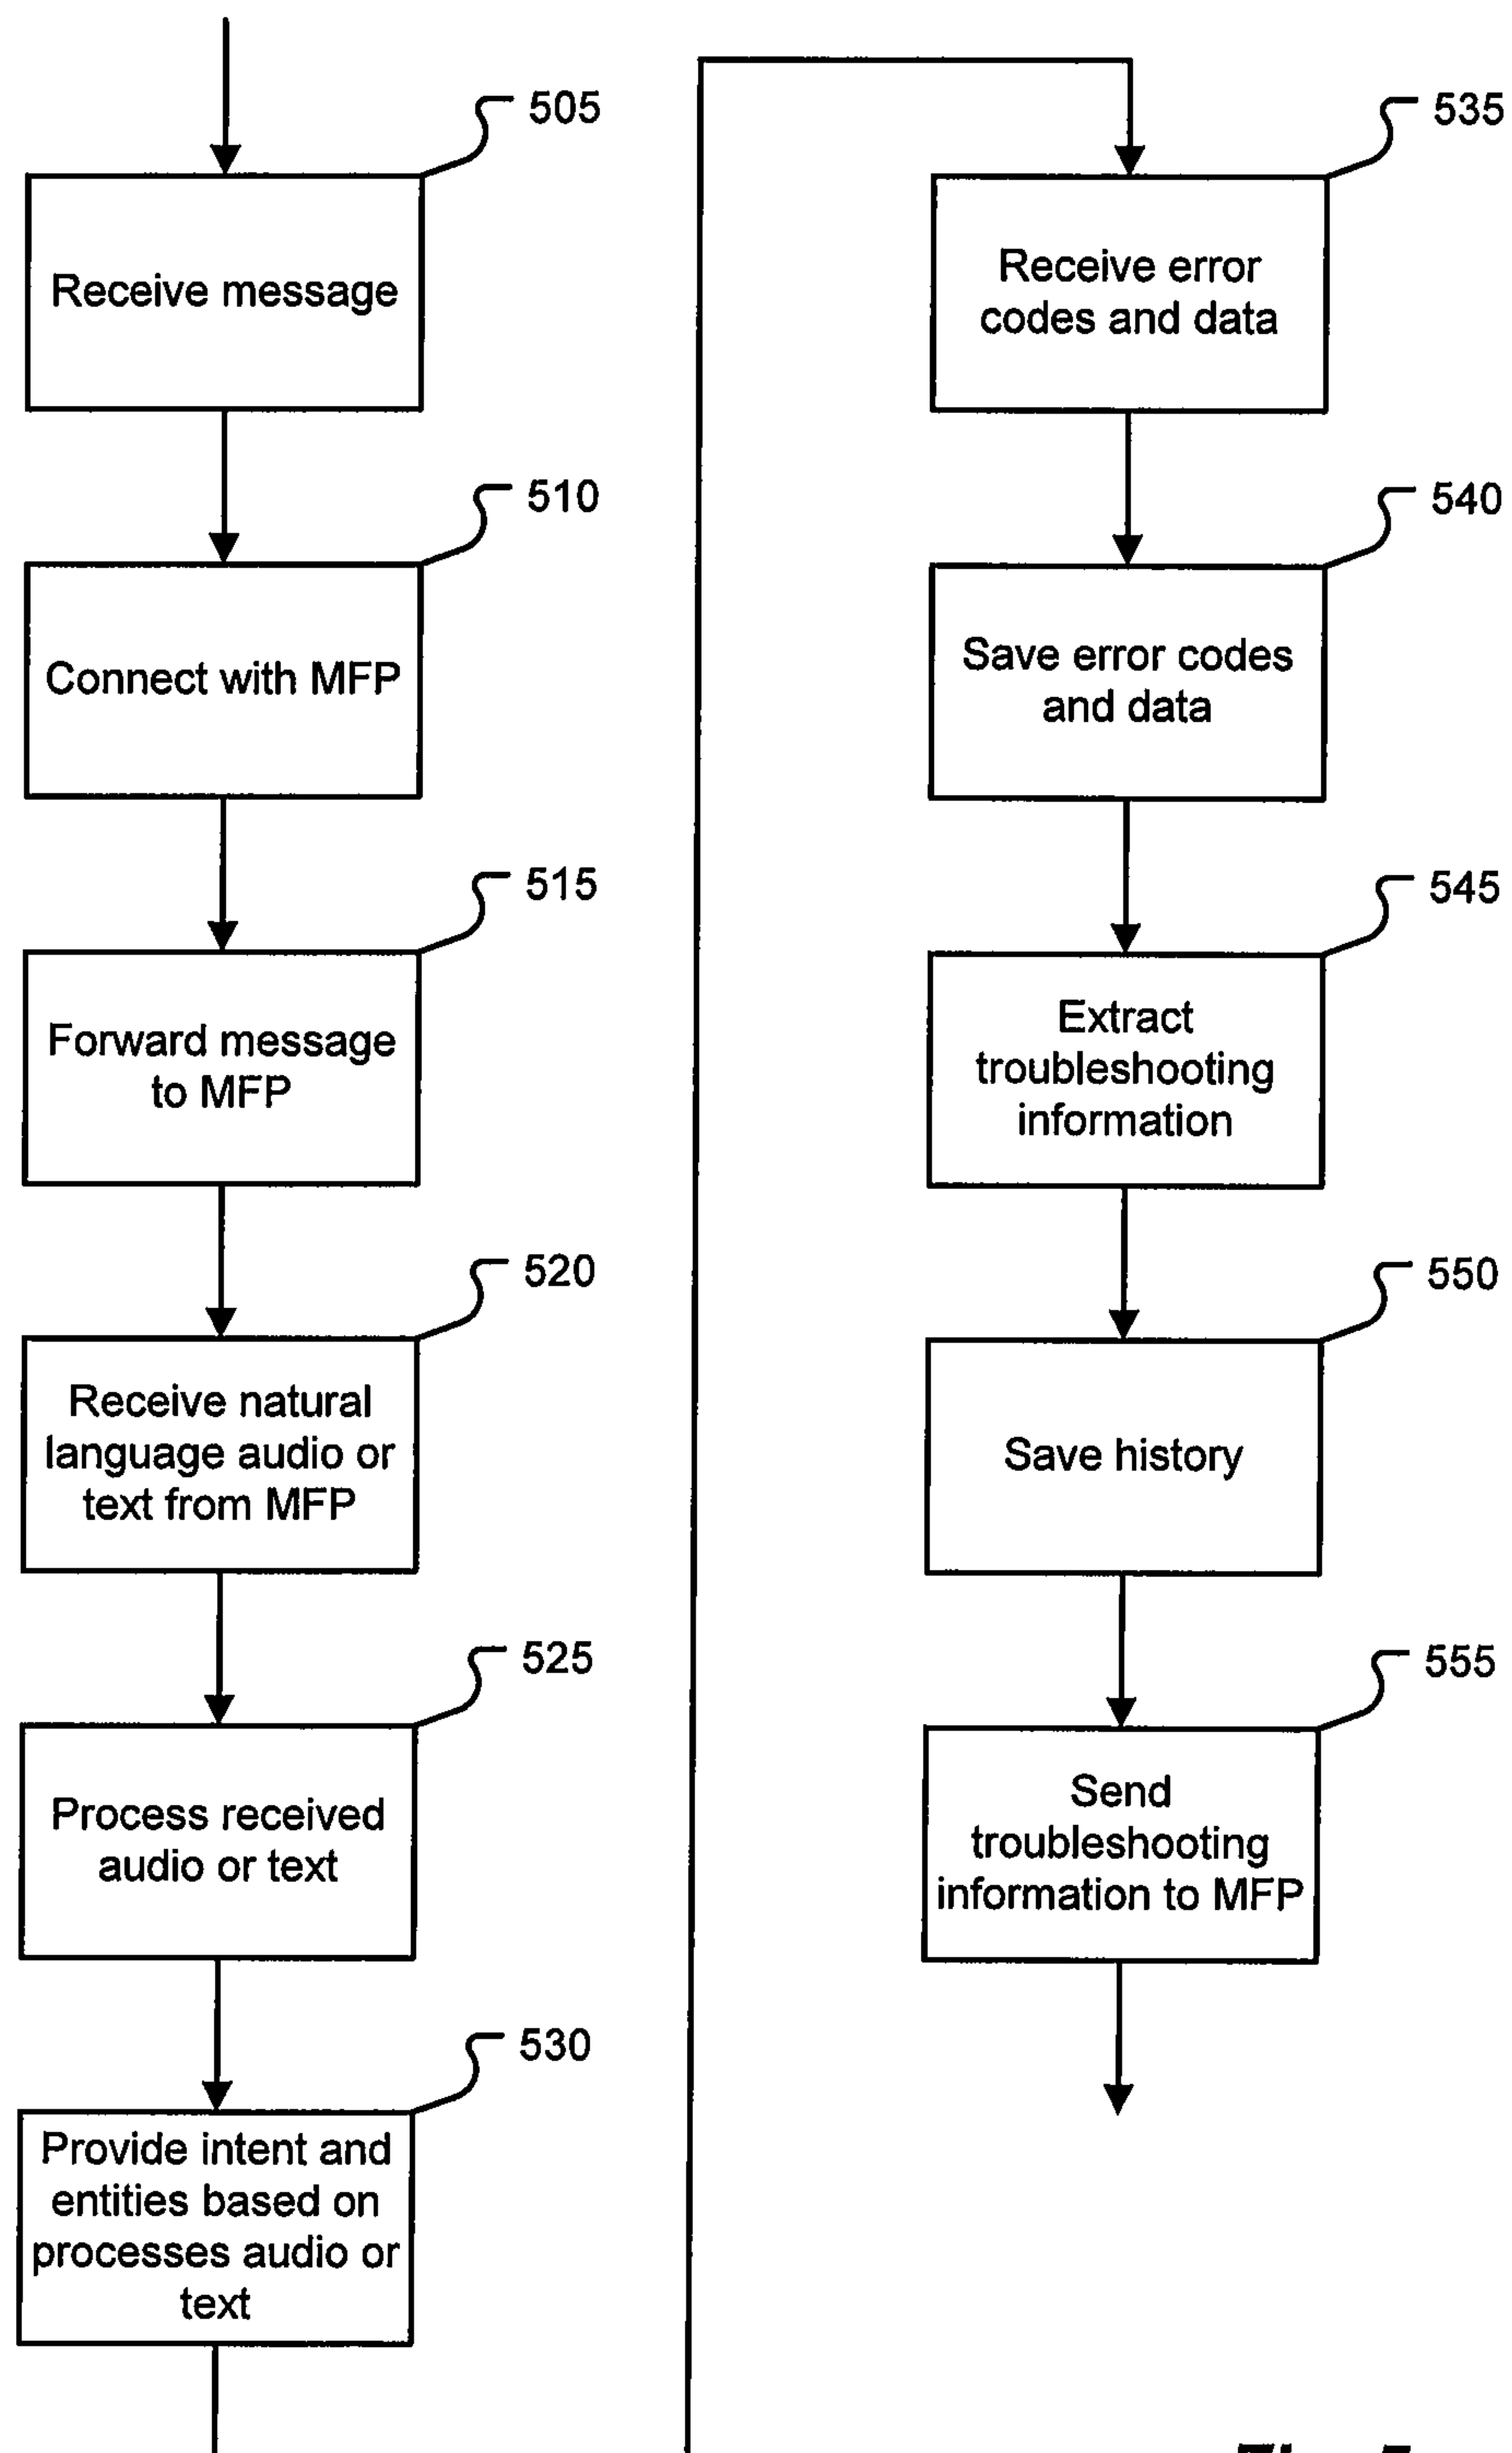 505
Receive message
510
Connect with MFP
515
Forward message
to MFP
520
Receive natural
language audio or
text from MFP
525
Process received
audio or text
530
Provide intent and
entities based on
processes audio or
text
535
Receive error
codes and data
540
Save error codes
and data
545
Extract
troubleshooting
information
550
Save history
555
Send
troubleshooting
information to MFP